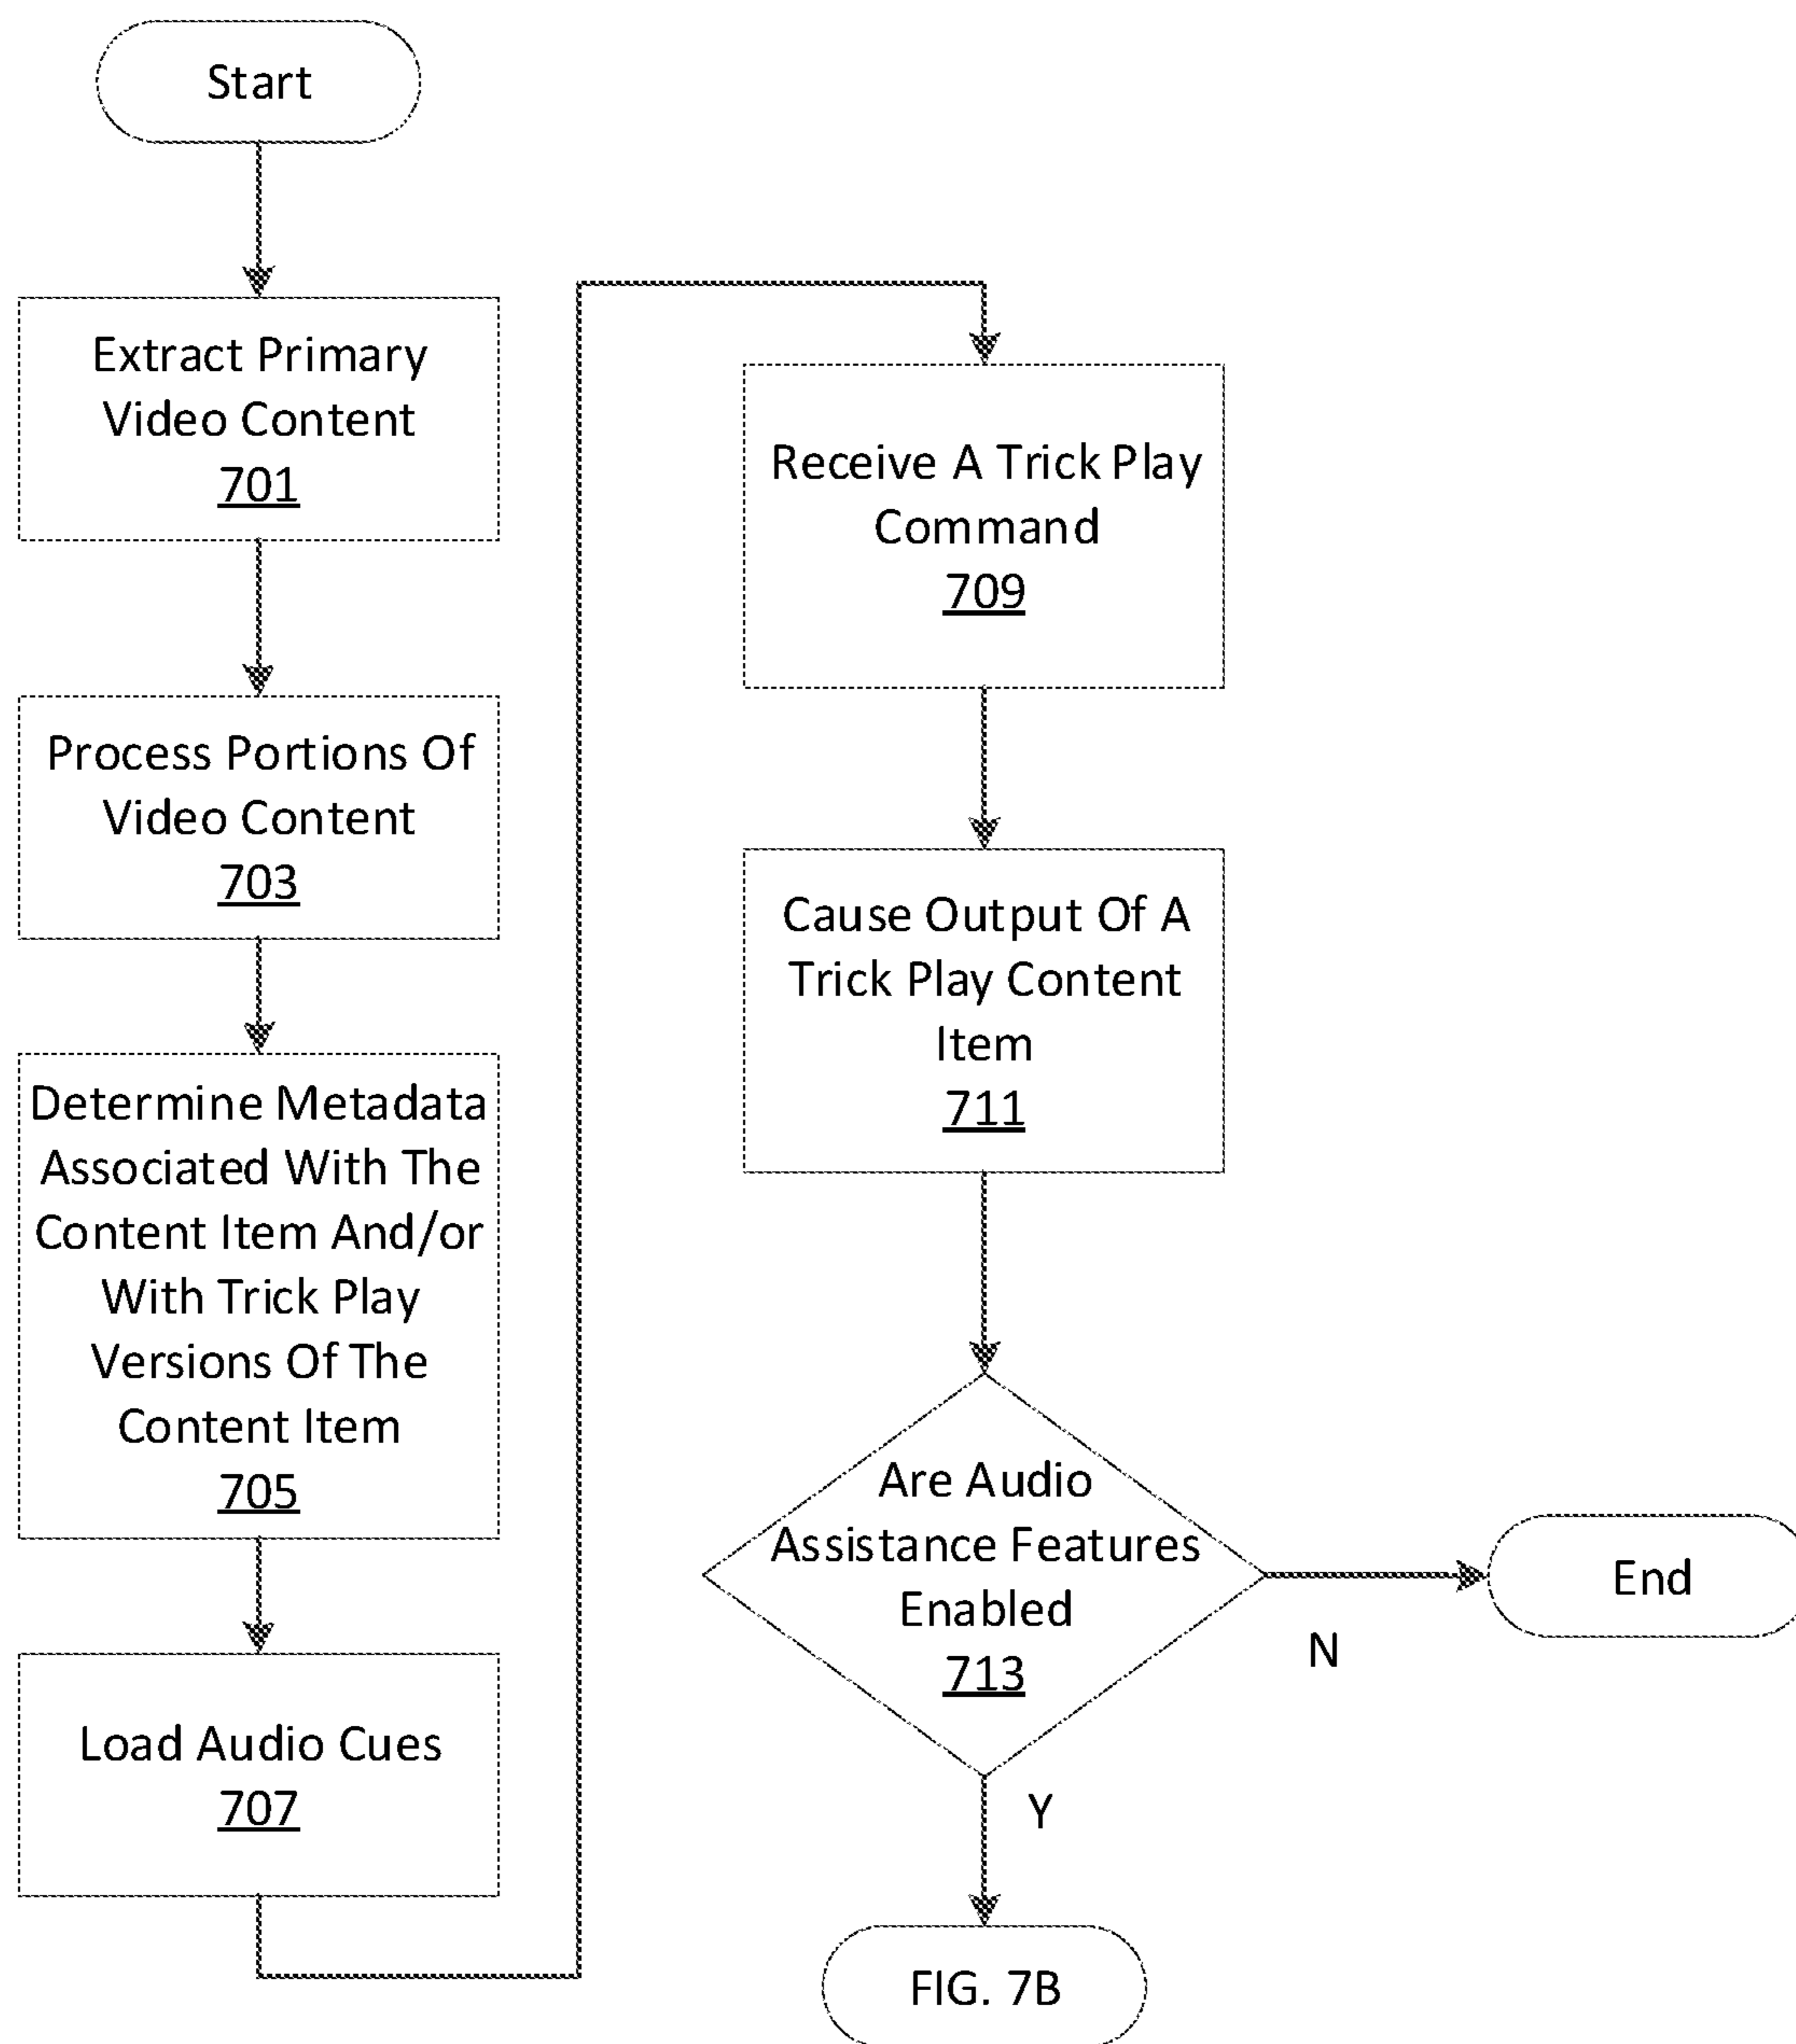 Start
Extract Primary
Video Content
701
Process Portions Of
Video Content
703
Determine Metadata
Associated With The
Content Item And/or
With Trick Play
Versions Of The
Content Item
705
Load Audio Cues
707
Receive A Trick Play
Command
709
Cause Output Of A
Trick Play Content
Item
711
Are Audio
Assistance Features
Enabled
713
N
End
Y
FIG. 7B